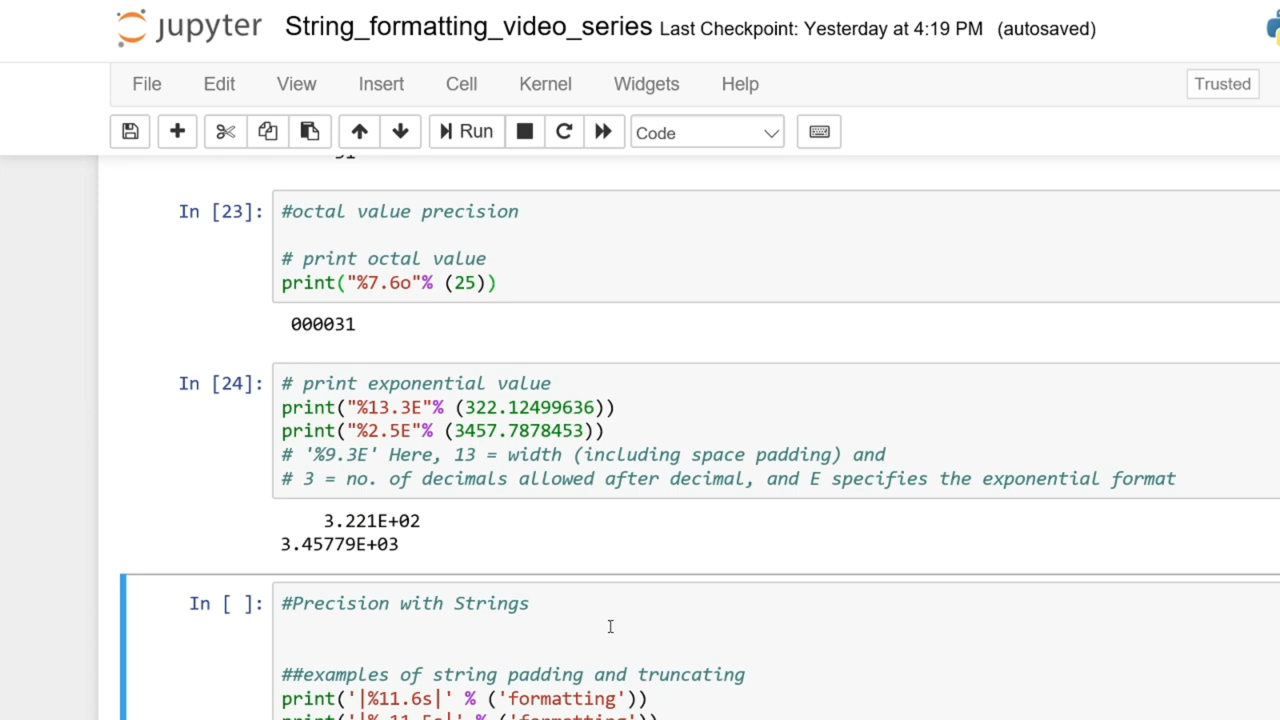 jupyter String_formatting_video_series Last Checkpoint: Yesterday at 4:19 PM (autosaved)
File Edit View Insert Cell Kernel Widgets Help Trusted
Run Code
In [23]: #octal value precision
# print octal value
print("%7.6o"% (25))
000031
In [24]: # print exponential value
print("%13.3E"% (322.12499636))
print("%2.5E"% (3457.7878453))
# '%9.3E' Here, 13 = width (including space padding) and
# 3 = no. of decimals allowed after decimal, and E specifies the exponential format
3.221E+02
3.45779E+03
In [ ]: #Precision with Strings
##examples of string padding and truncating
print('|%11.6s|' % ('formatting'))